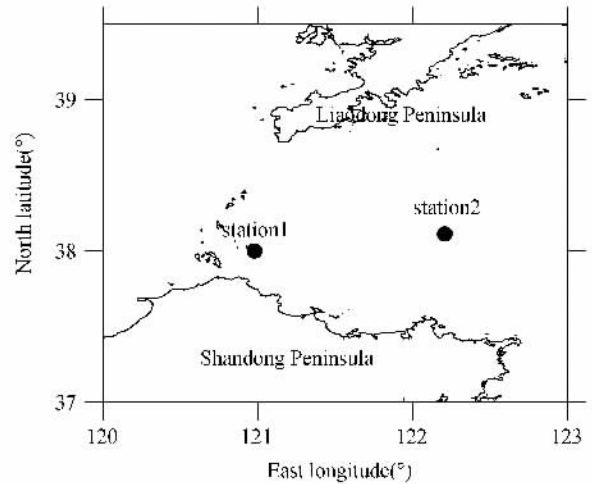 39
Liaodong Peninsula
station2
station1
38
North latitude(°)
Shandong Peninsula
37
120
121
122
123
East longitude(°)